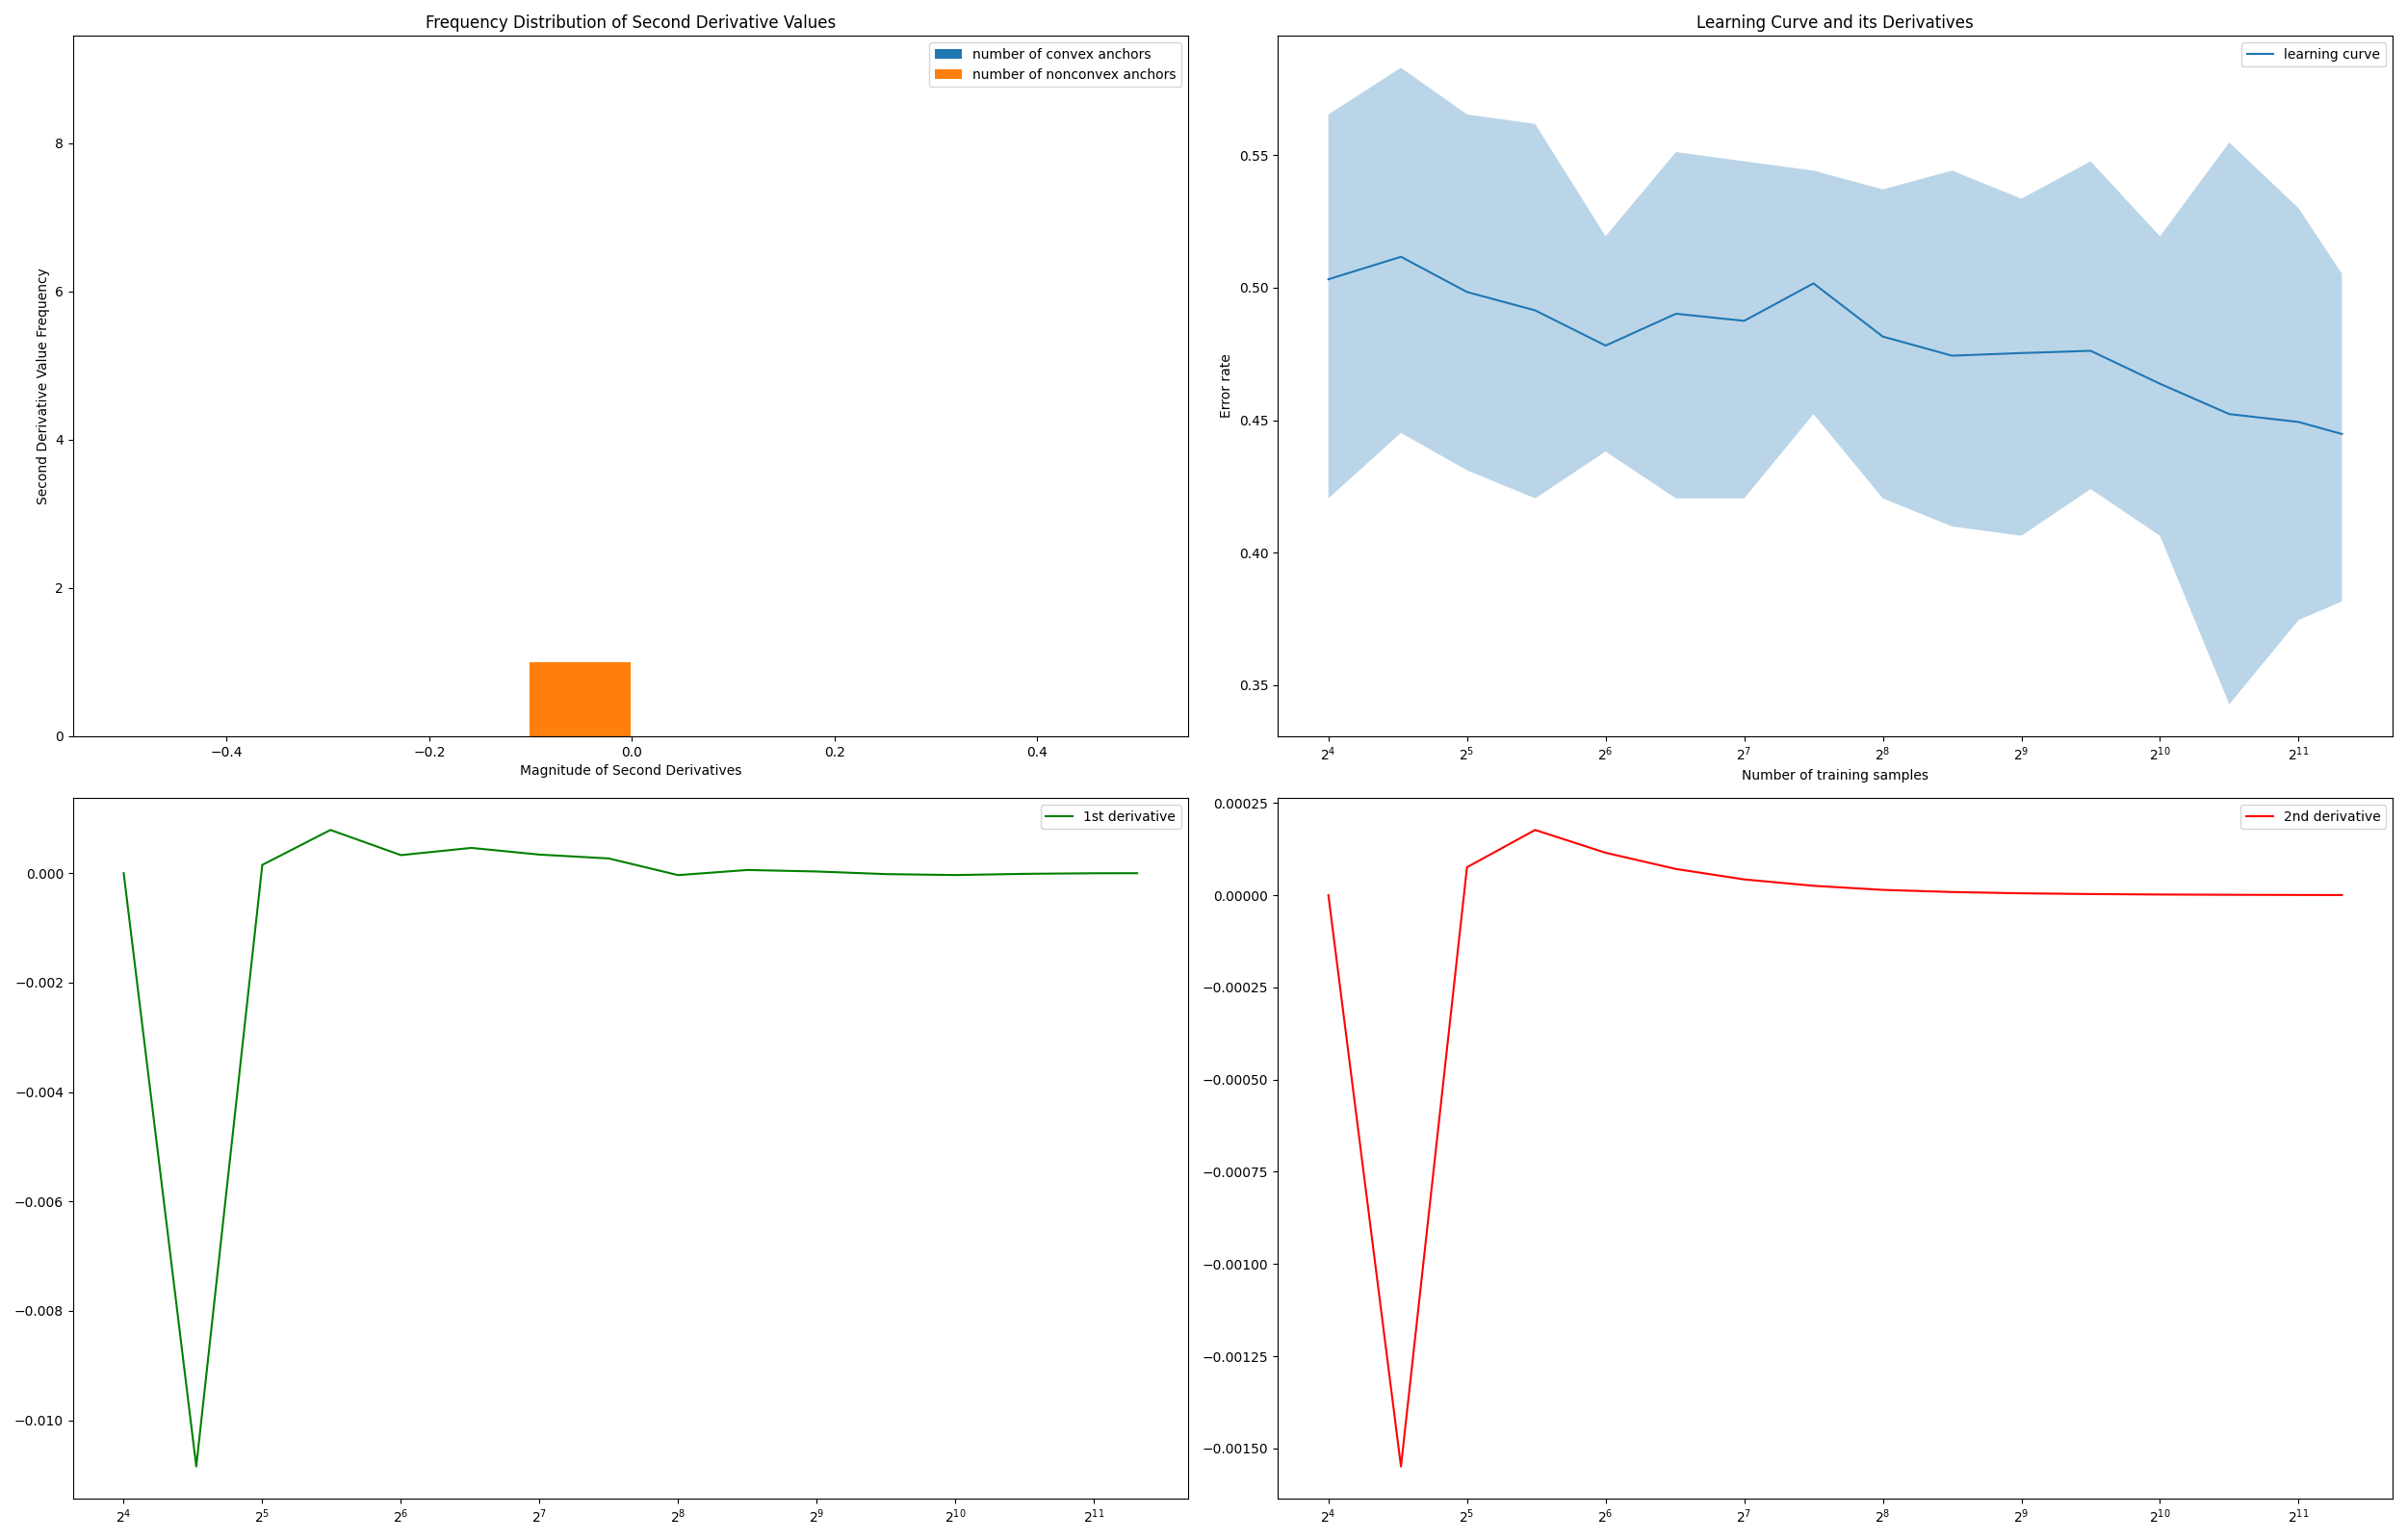 Frequency Distribution of Second Derivative Values
number of convex anchors
number of nonconvex anchors
8
6
4
2
0
Second Derivative Value Frequency
−0.4 −0.2 0.0 0.2 0.4
Magnitude of Second Derivatives
Learning Curve and its Derivatives
learning curve
0.55
0.50
0.45
0.40
0.35
Error rate
2^4 2^5 2^6 2^7 2^8 2^9 2^10 2^11
Number of training samples
1st derivative
0.000
−0.002
−0.004
−0.006
−0.008
−0.010
2^4 2^5 2^6 2^7 2^8 2^9 2^10 2^11
2nd derivative
0.00025
0.00000
−0.00025
−0.00050
−0.00075
−0.00100
−0.00125
−0.00150
2^4 2^5 2^6 2^7 2^8 2^9 2^10 2^11